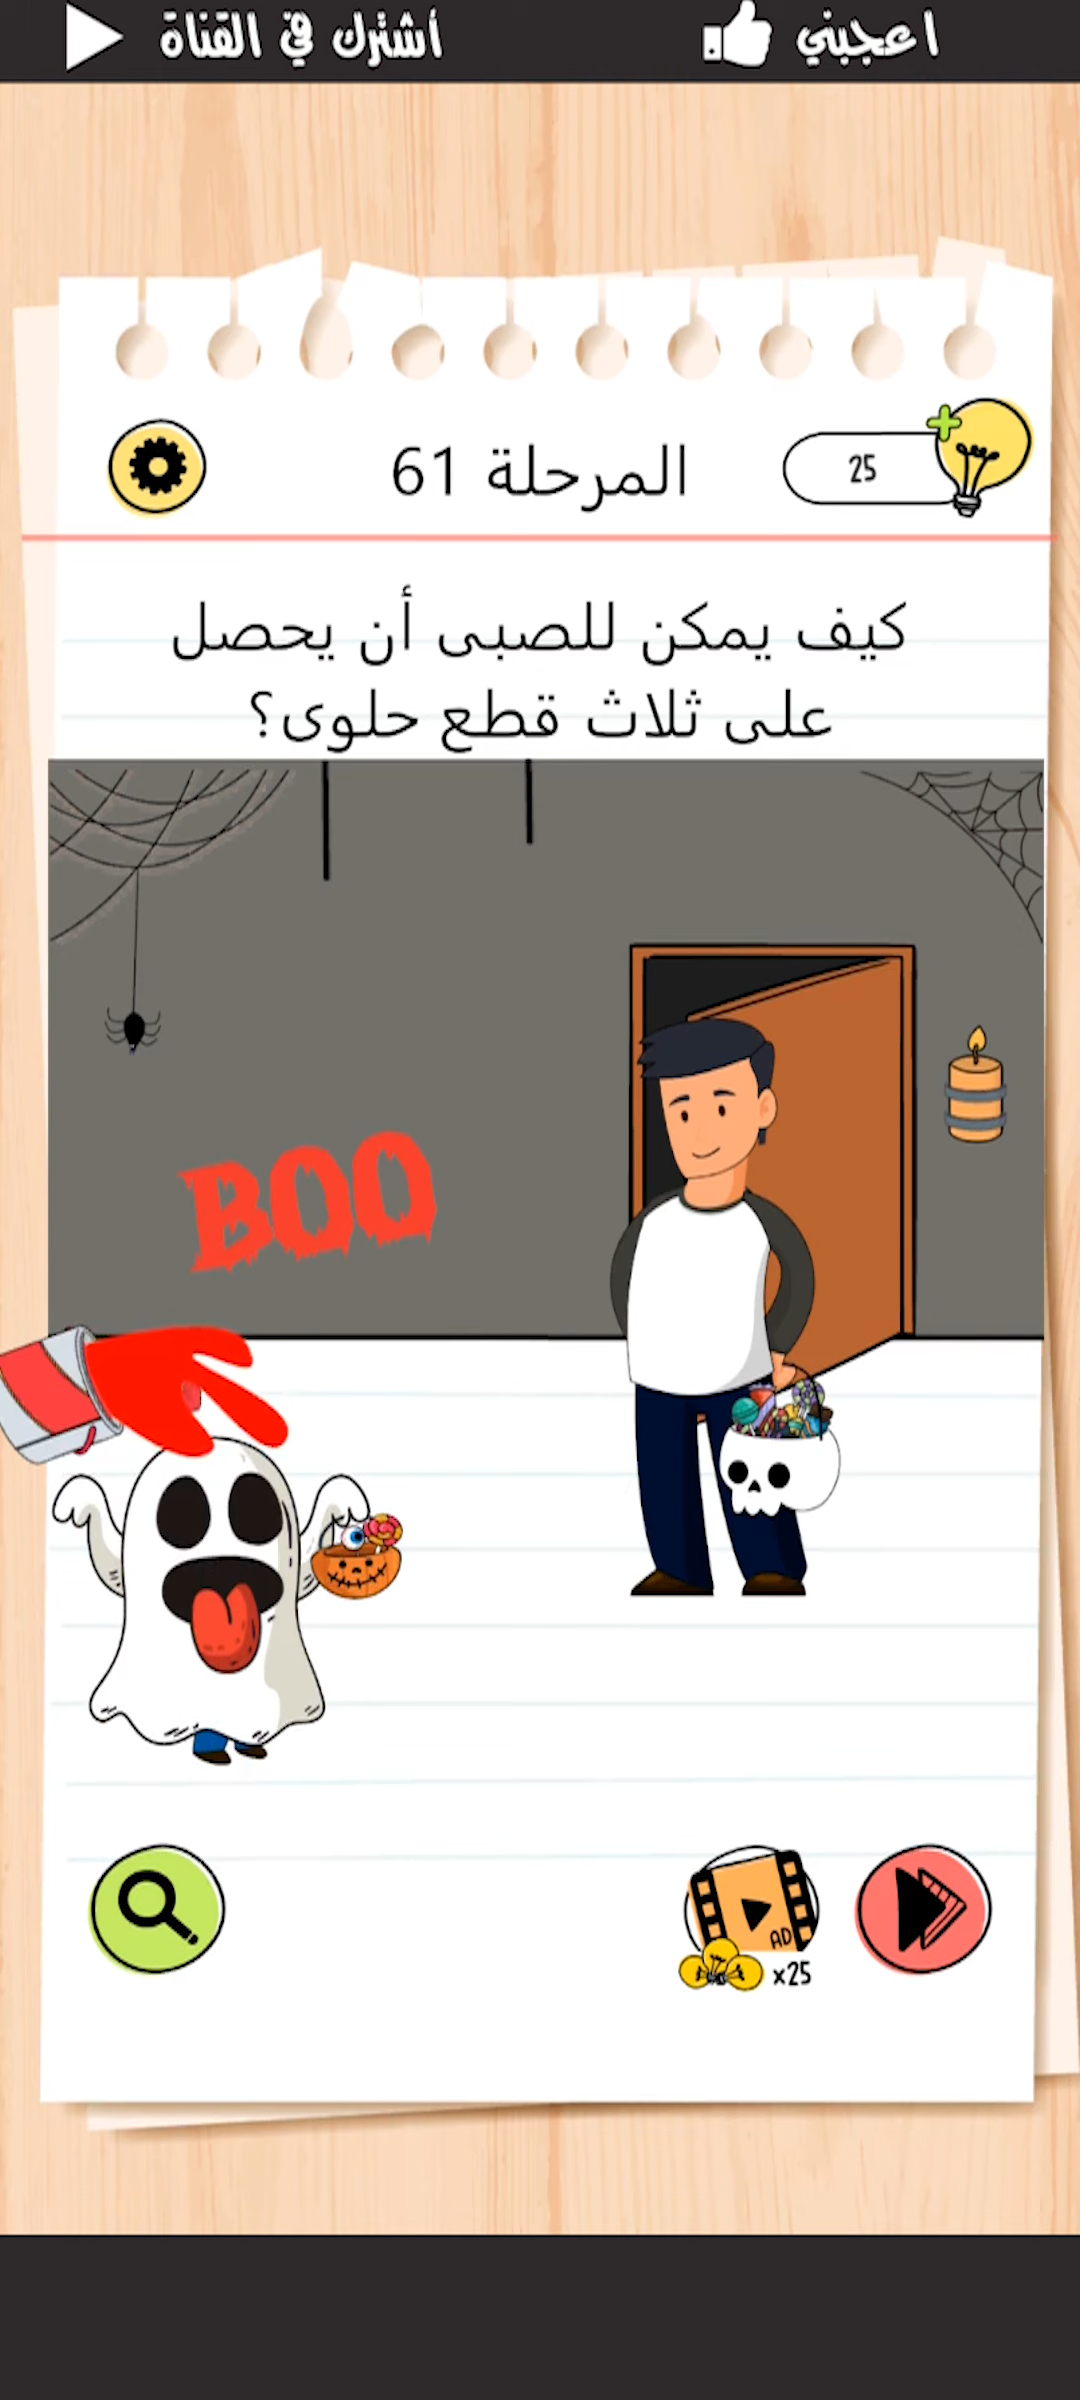 أشترك في القناة
اعجبني
المرحلة 61
25
كيف يمكن للصبى أن يحصل
على ثلاث قطع حلوى؟
BOO
AD
x25